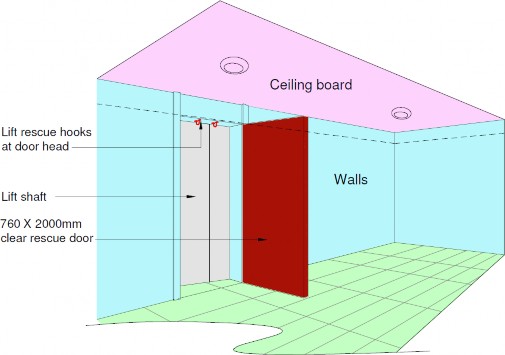 Ceiling board
Lift rescue hooks
at door head
Walls
Lift shaft
760 X 2000mm
clear rescue door